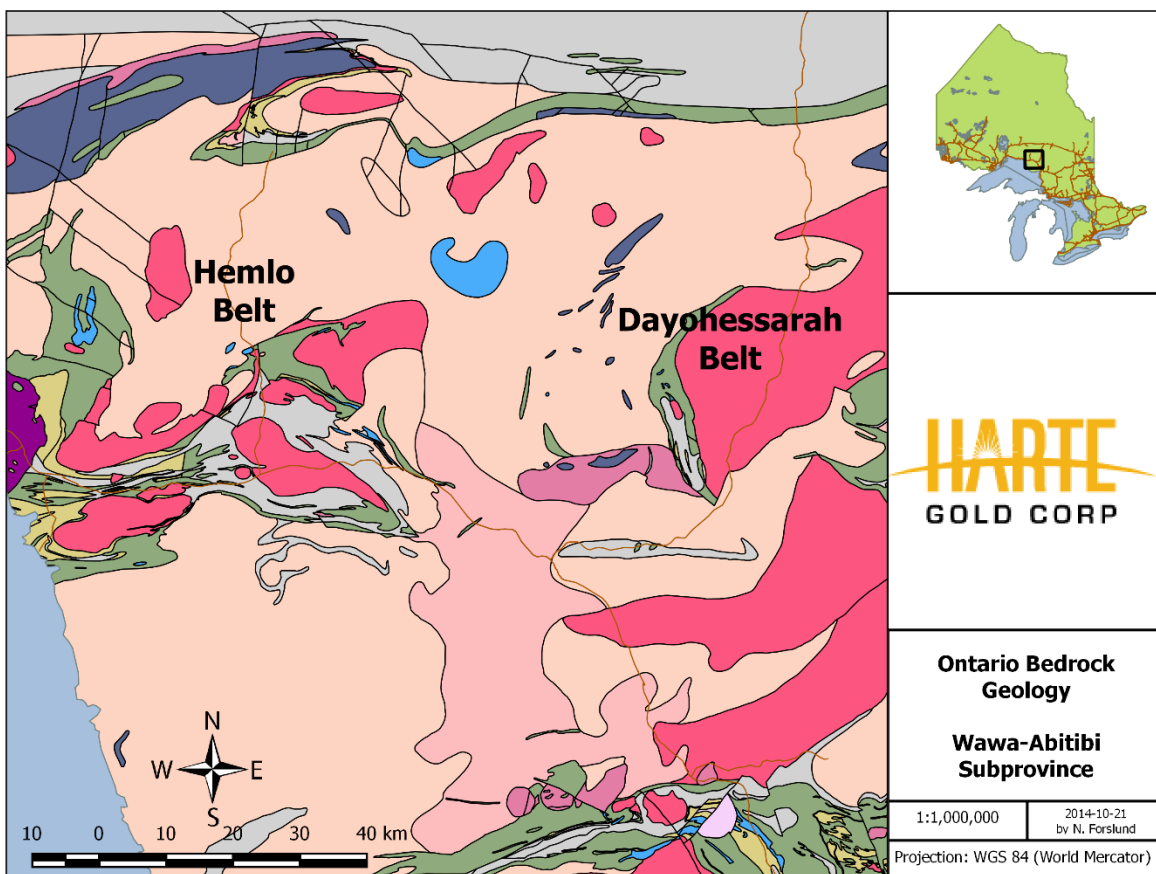 Hemlo
Belt
Dayohessarah
Belt
N
W E
S
10 0 10 20 30 40 km
HARTE
GOLD CORP
Ontario Bedrock
Geology
Wawa-Abitibi
Subprovince
1:1,000,000
2014-10-21
by N. Forslund
Projection: WGS 84 (World Mercator)